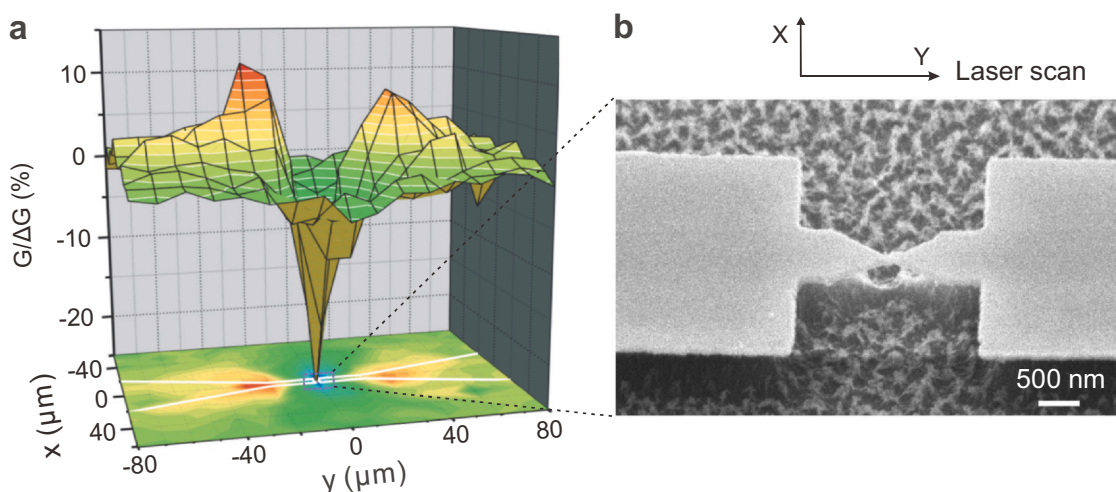 a
10
0
-10
-20
G/ΔG (%)
-40
0
40
x (μm)
-80
-40
0
40
80
y (μm)
b
X
Y
Laser scan
500 nm